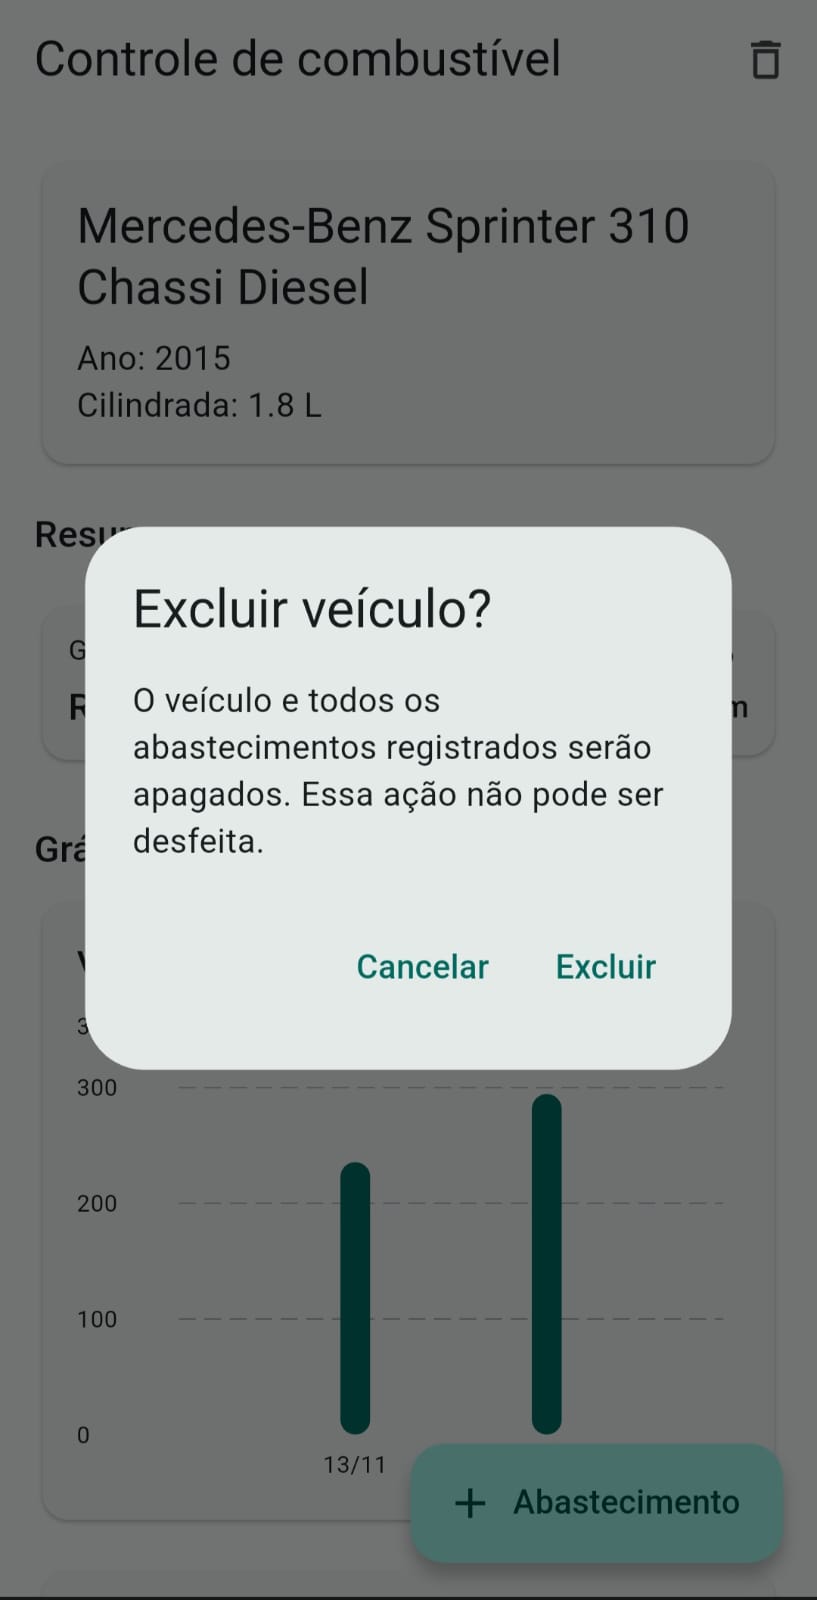 Controle de combustível
Mercedes-Benz Sprinter 310
Chassi Diesel
Ano: 2015
Cilindrada: 1.8 L
Excluir veículo?
O veículo e todos os
abastecimentos registrados serão
apagados. Essa ação não pode ser
desfeita.
Cancelar Excluir
300
200
100
0
13/11
+ Abastecimento